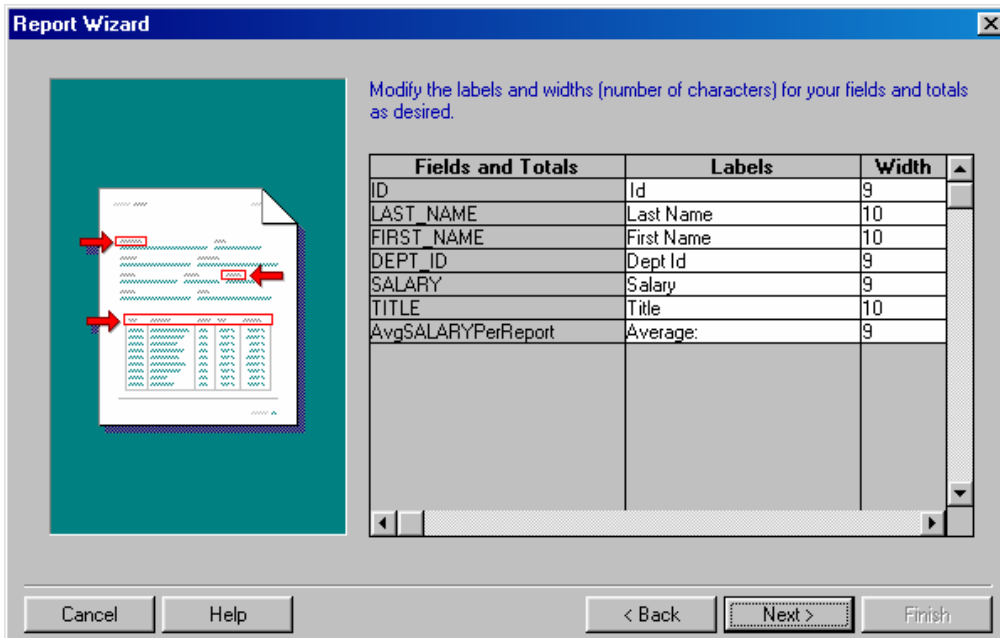 Report Wizard
Modify the labels and widths (number of characters) for your fields and totals
as desired.
Fields and Totals Labels Width
ID Id 9
LAST_NAME Last Name 10
FIRST_NAME First Name 10
DEPT_ID Dept Id 9
SALARY Salary 9
TITLE Title 10
AvgSALARYPerReport Average: 9
Cancel Help < Back Next > Finish